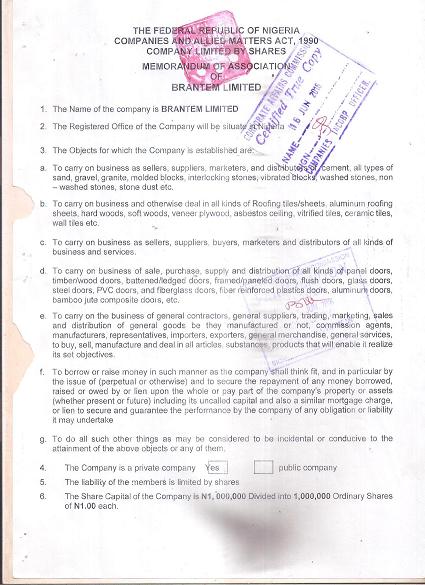 THE FEDERAL REPUBLIC OF NIGERIA
COMPANIES AND ALLIED MATTERS ACT, 1990
COMPANY LIMITED BY SHARES
MEMORANDUM OF ASSOCIATION
OF
BRANTEM LIMITED
CORPORATE AFFAIRS COMMISSION
Certified True Copy
16 JUN 20
NAME
SIGN
COMPANIES
OFFICER
1. The Name of the company is BRANTEM LIMITED
2. The Registered Office of the Company will be situate in Nigeria
3. The Objects for which the Company is established are:
a. To carry on business as sellers, suppliers, marketers, and distributors cement, all types of
sand, gravel, granite, molded blocks, interlocking stones, vibrated blocks, washed stones, non
– washed stones, stone dust etc.
b. To carry on business and otherwise deal in all kinds of Roofing tiles/sheets, aluminum roofing
sheets, hard woods, soft woods, veneer plywood, asbestos ceiling, vitrified tiles, ceramic tiles,
wall tiles etc.
c. To carry on business as sellers, suppliers, buyers, marketers and distributors of all kinds of
business and services.
d. To carry on business of sale, purchase, supply and distribution of all kinds of panel doors,
timber/wood doors, battened/ledged doors, framed/paneled doors, flush doors, glass doors,
steel doors, PVC doors, and fiberglass doors, fiber reinforced plastics doors, aluminum doors,
bamboo jute composite doors, etc.
e. To carry on the business of general contractors, general suppliers, trading, marketing, sales
and distribution of general goods be they manufactured or not, commission agents,
manufacturers, representatives, importers, exporters, general merchandise, general services,
to buy, sell, manufacture and deal in all articles, substances, products that will enable it realize
its set objectives.
f. To borrow or raise money in such manner as the company shall think fit, and in particular by
the issue of (perpetual or otherwise) and to secure the repayment of any money borrowed,
raised or owed by or lien upon the whole or pay part of the company's property or assets
(whether present or future) including its uncalled capital and also a similar mortgage charge,
or lien to secure and guarantee the performance by the company of any obligation or liability
it may undertake
g. To do all such other things as may be considered to be incidental or conducive to the
attainment of the above objects or any of them.
4. The Company is a private company Yes public company
5. The liability of the members is limited by shares
6. The Share Capital of the Company is N1, 000,000 Divided into 1,000,000 Ordinary Shares
of N1.00 each.